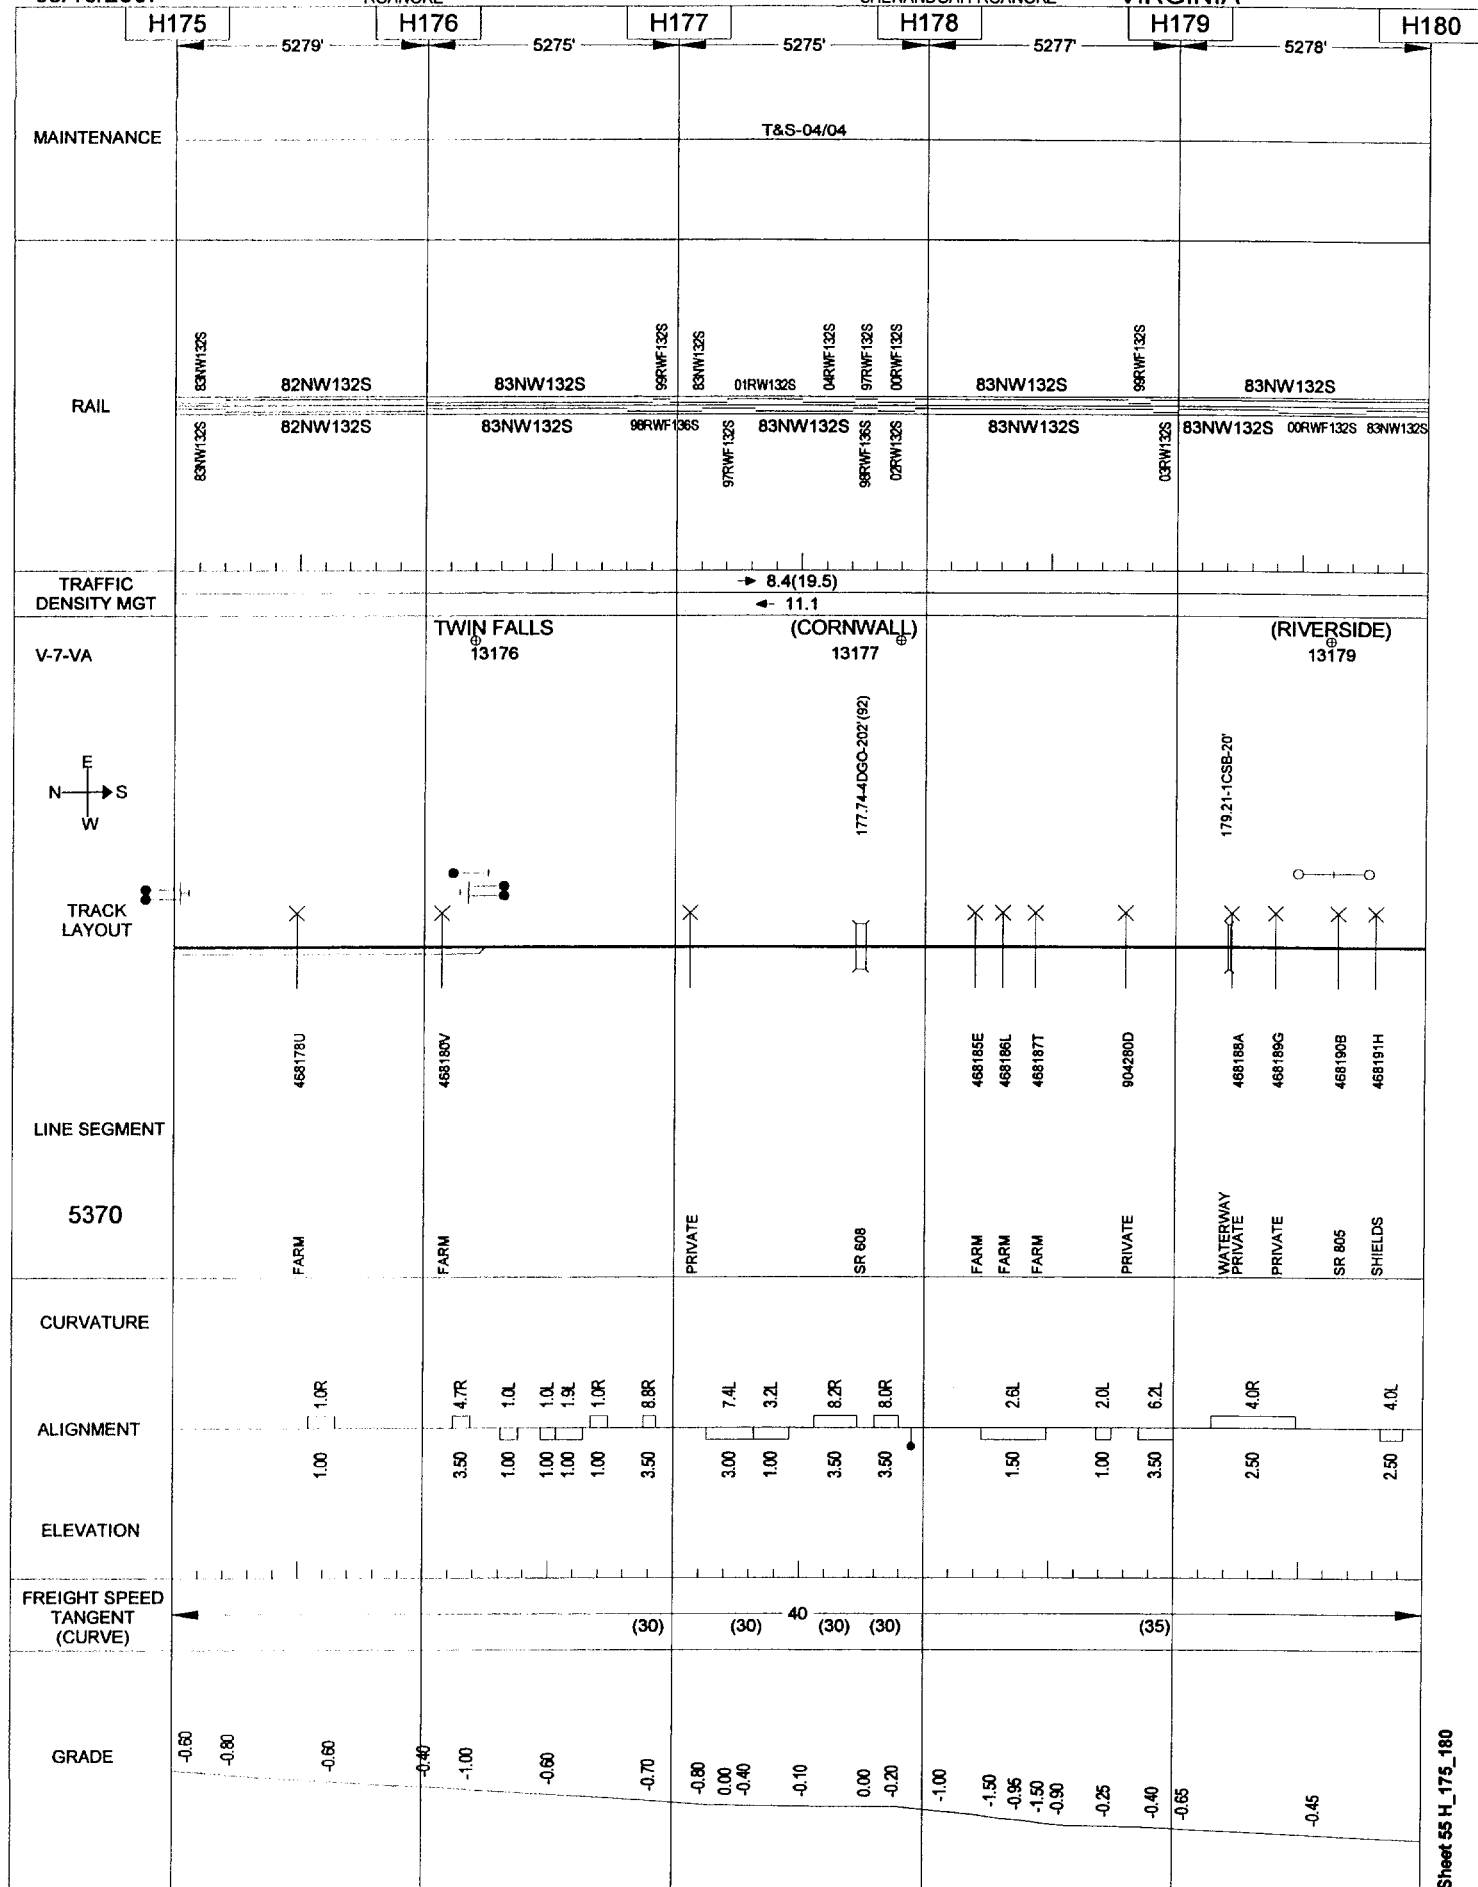 ROANOKE
VIRGINIA
H175 H176 H177 H178 H179 H180
5279' 5275' 5275' 5277' 5278'
MAINTENANCE
T&S-04/04
83NW132S 99RWF132S 83NW132S 04RWF132S 97RWF132S 00RWF132S 99RWF132S
82NW132S 83NW132S 01RW132S 83NW132S 83NW132S
RAIL
82NW132S 83NW132S 98RWF136S 83NW132S 83NW132S 83NW132S 00RWF132S 83NW132S
83NW132S 97RWF132S 98RWF136S 02RW132S 03RW132S
TRAFFIC
DENSITY MGT
8.4(19.5)
11.1
TWIN FALLS (CORNWALL) (RIVERSIDE)
V-7-VA
13176 13177 13179
177.74-4DGO-202'(92) 179.21-1CSB-20'
E
N S
W
TRACK
LAYOUT
468178U 468180V 468185E 468186L 468187T 904280D 468188A 468189G 468190B 468191H
LINE SEGMENT
5370
FARM FARM PRIVATE SR 608 FARM FARM FARM PRIVATE WATERWAY PRIVATE PRIVATE SR 805 SHIELDS
CURVATURE
1.0R 4.7R 1.0L 1.0L 1.9L 1.0R 8.8R 7.4L 3.2L 8.2R 8.0R 2.6L 2.0L 6.2L 4.0R 4.0L
ALIGNMENT
1.00 3.50 1.00 1.00 1.00 1.00 3.50 3.00 1.00 3.50 3.50 1.50 1.00 3.50 2.50 2.50
ELEVATION
FREIGHT SPEED
TANGENT
(CURVE)
40
(30) (30) (30) (30) (35)
GRADE
-0.60 -0.80 -0.60 -0.40 -1.00 -0.60 -0.70 -0.80 0.00 -0.40 -0.10 0.00 -0.20 -1.00 -1.50 -0.95 -1.50 -0.90 -0.25 -0.40 -0.65 -0.45
Sheet 55 H_175_180